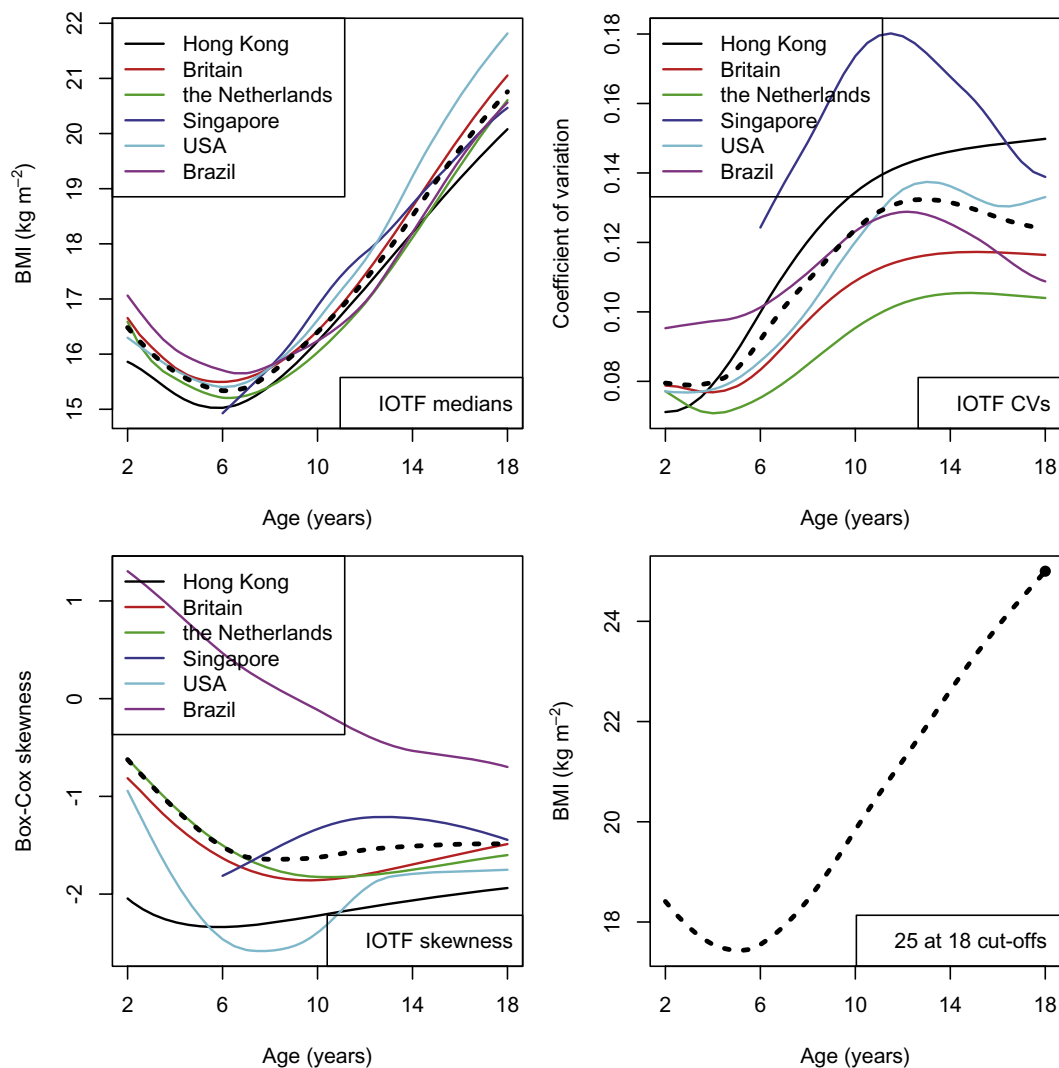 BMI (kg m⁻²)
15 16 17 18 19 20 21 22
Hong Kong
Britain
the Netherlands
Singapore
USA
Brazil
IOTF medians
2 6 10 14 18
Age (years)
Coefficient of variation
0.08 0.10 0.12 0.14 0.16 0.18
Hong Kong
Britain
the Netherlands
Singapore
USA
Brazil
IOTF CVs
2 6 10 14 18
Age (years)
Box-Cox skewness
-2 -1 0 1
Hong Kong
Britain
the Netherlands
Singapore
USA
Brazil
IOTF skewness
2 6 10 14 18
Age (years)
BMI (kg m⁻²)
18 20 22 24
25 at 18 cut-offs
2 6 10 14 18
Age (years)